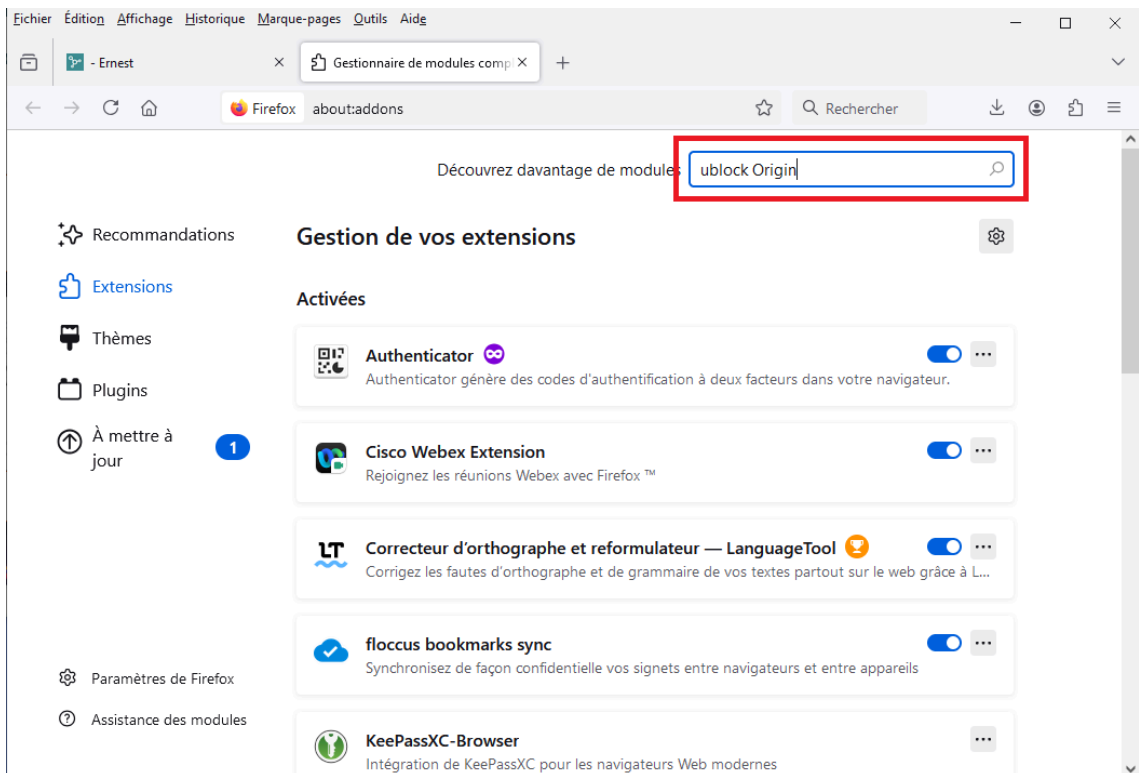 Fichier Édition Affichage Historique Marque-pages Outils Aide
- Ernest
Gestionnaire de modules comp
Firefox about:addons
Rechercher
Découvrez davantage de modules
ublock Origin
Recommandations
Extensions
Thèmes
Plugins
À mettre à
jour
1
Paramètres de Firefox
Assistance des modules
Gestion de vos extensions
Activées
Authenticator
Authenticator génère des codes d'authentification à deux facteurs dans votre navigateur.
Cisco Webex Extension
Rejoignez les réunions Webex avec Firefox ™
LT
Correcteur d’orthographe et reformulateur — LanguageTool
Corrigez les fautes d'orthographe et de grammaire de vos textes partout sur le web grâce à L...
floccus bookmarks sync
Synchronisez de façon confidentielle vos signets entre navigateurs et entre appareils
KeePassXC-Browser
Intégration de KeePassXC pour les navigateurs Web modernes